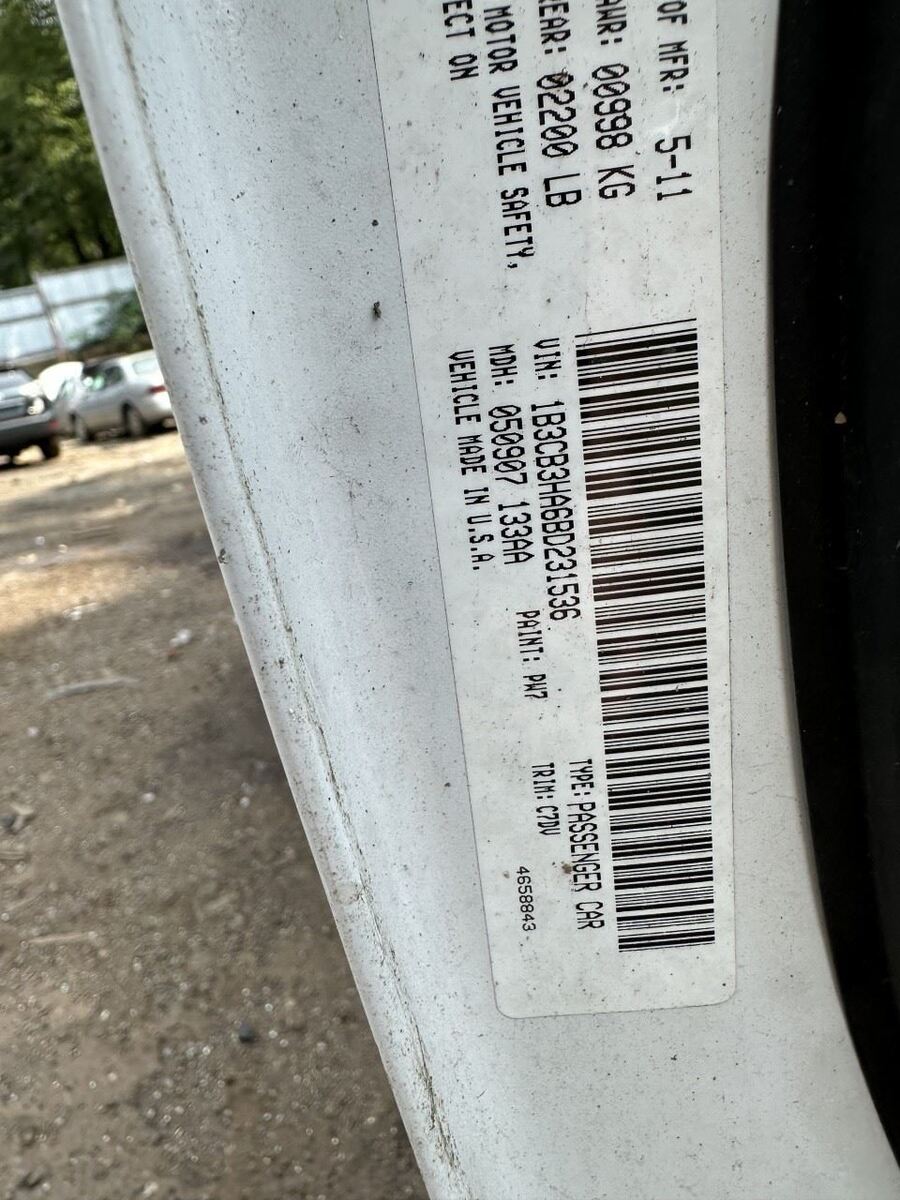 OF MFR: 5-11
AWR: 00998 KG
EAR: 02200 LB
MOTOR VEHICLE SAFETY,
ECT ON
VIN: 1B3CB3HA6BD231536
MDH: 050907 133AA
VEHICLE MADE IN U.S.A.
PAINT: PW7
TYPE: PASSENGER CAR
TRIM: C7DV
4658843